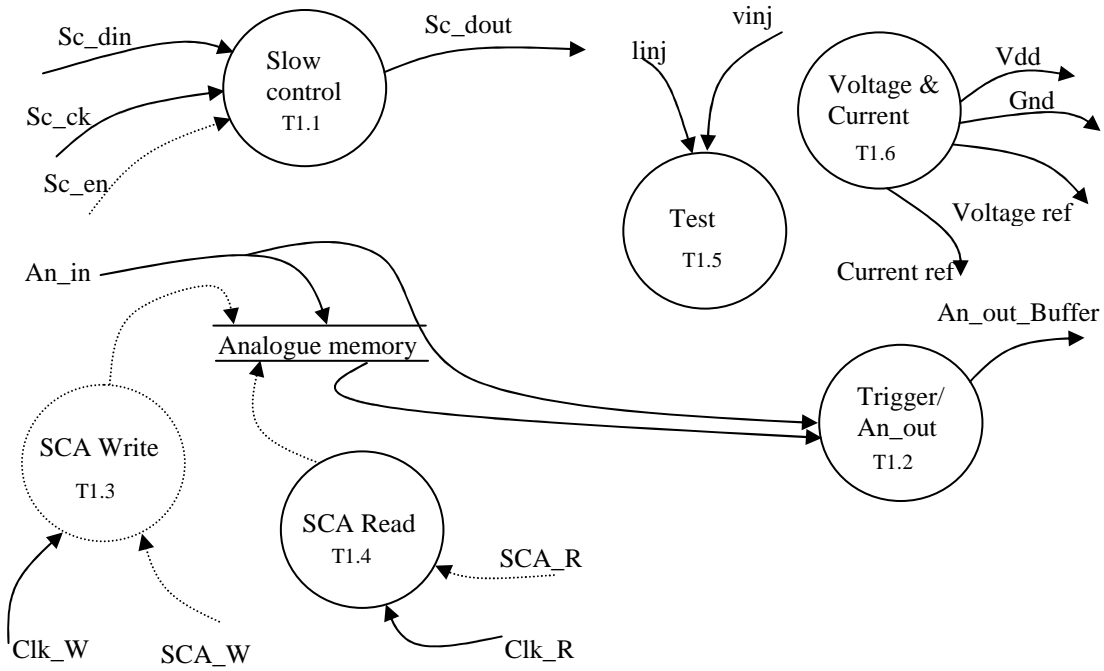 Sc_din
Sc_ck
Sc_en
Slow
control
T1.1
Sc_dout
linj
vinj
Test
T1.5
Voltage &
Current
T1.6
Vdd
Gnd
Voltage ref
Current ref
An_in
Analogue memory
An_out_Buffer
Trigger/
An_out
T1.2
SCA Write
T1.3
SCA Read
T1.4
SCA_R
Clk_W
SCA_W
Clk_R